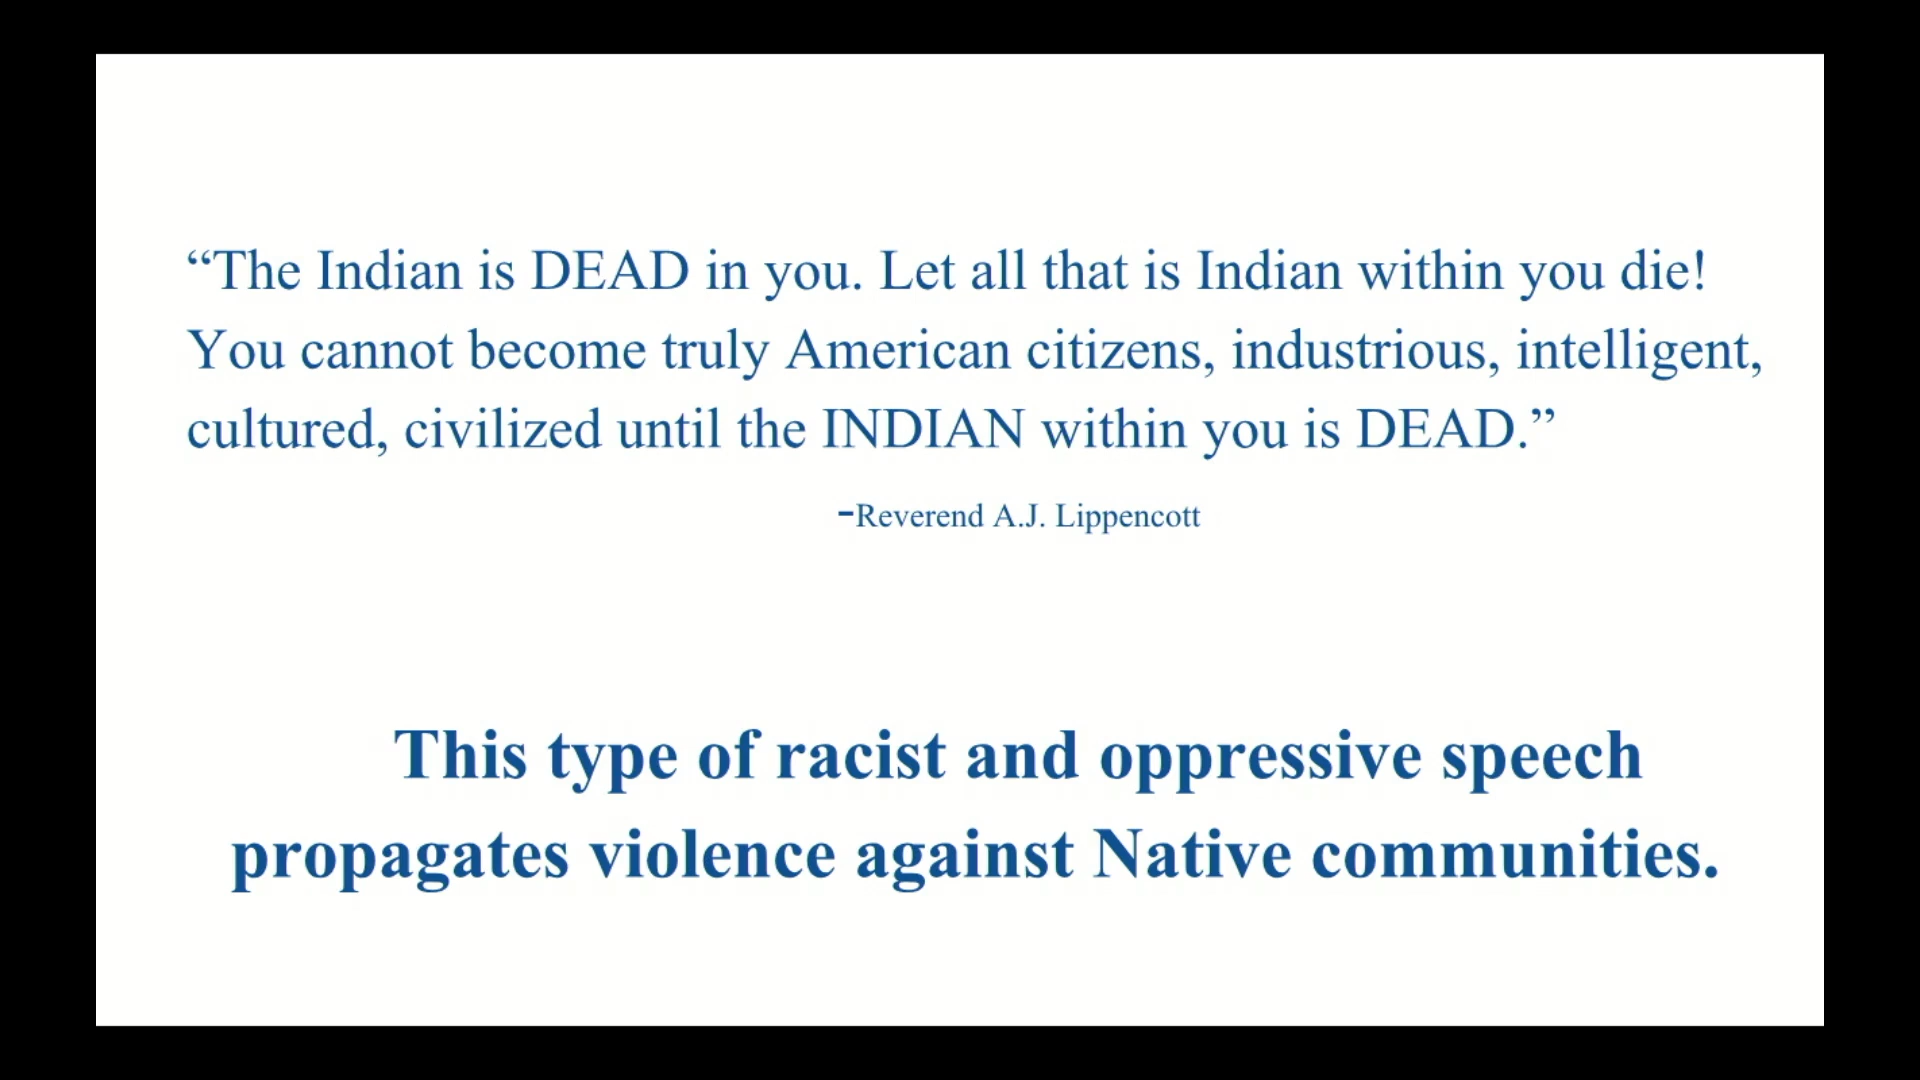 “The Indian is DEAD in you. Let all that is Indian within you die!
You cannot become truly American citizens, industrious, intelligent,
cultured, civilized until the INDIAN within you is DEAD.”
-Reverend A.J. Lippencott
This type of racist and oppressive speech
propagates violence against Native communities.